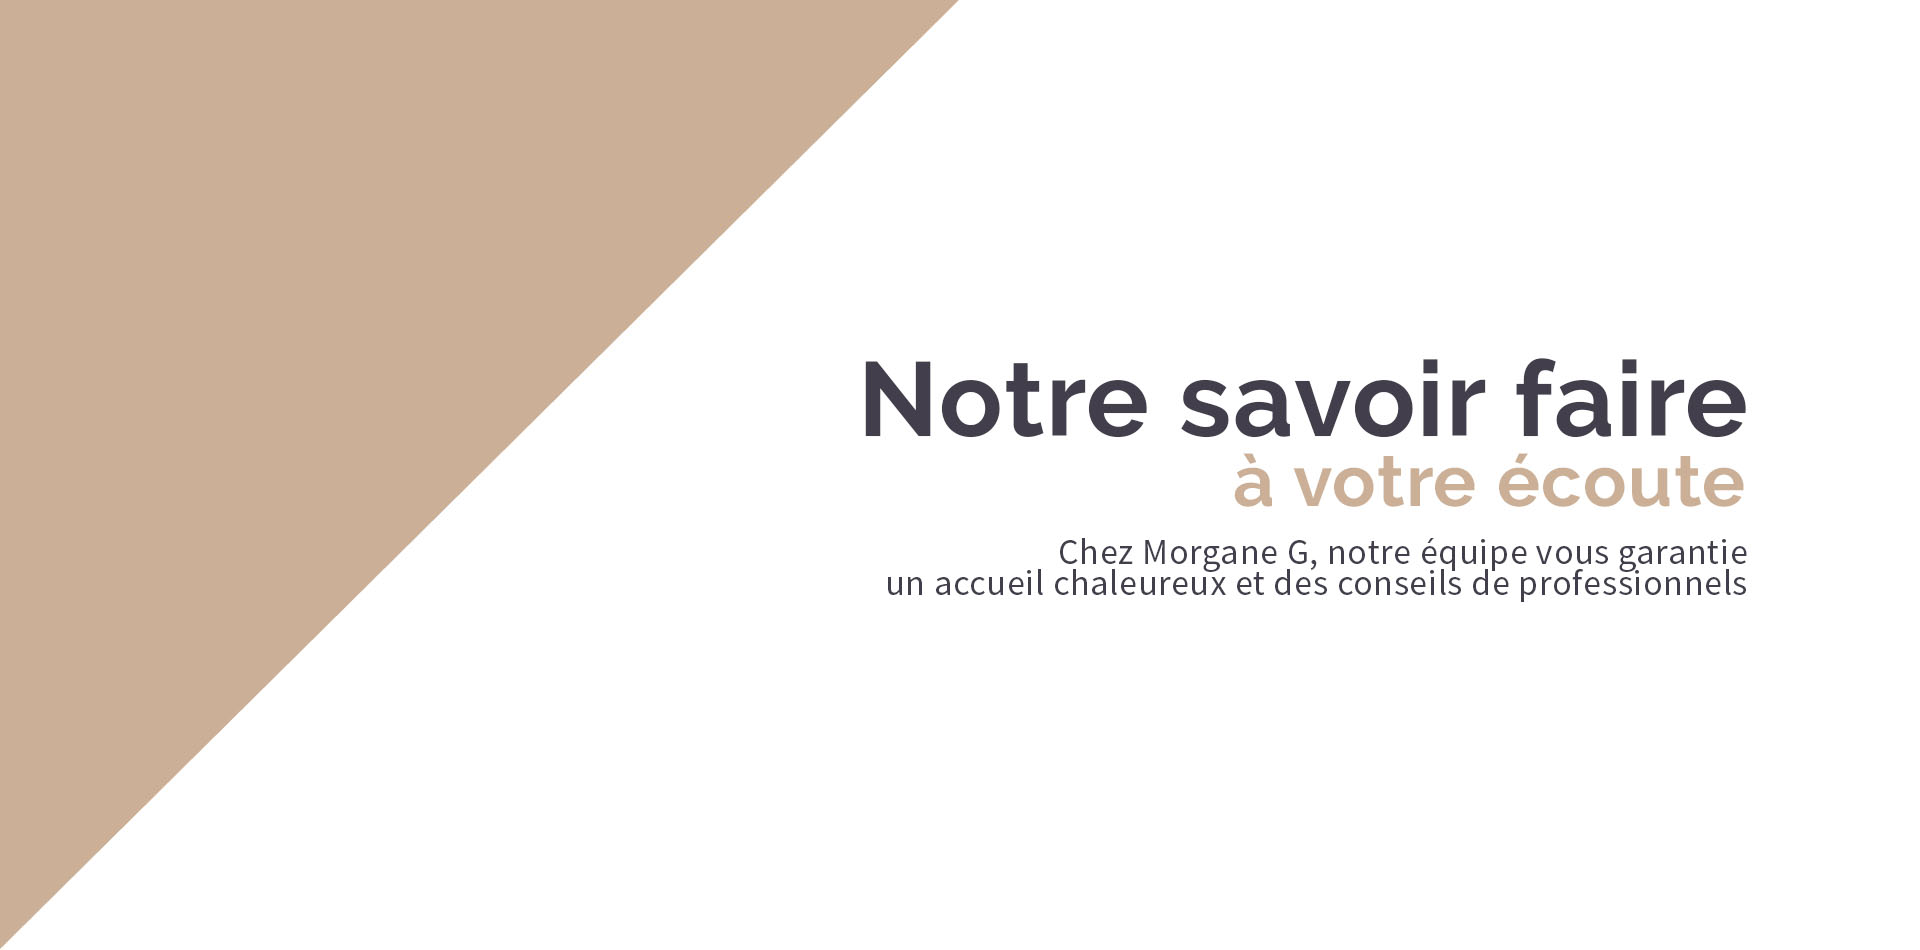 Notre savoir faire
à votre écoute
Chez Morgane G, notre équipe vous garantie
un accueil chaleureux et des conseils de professionnels